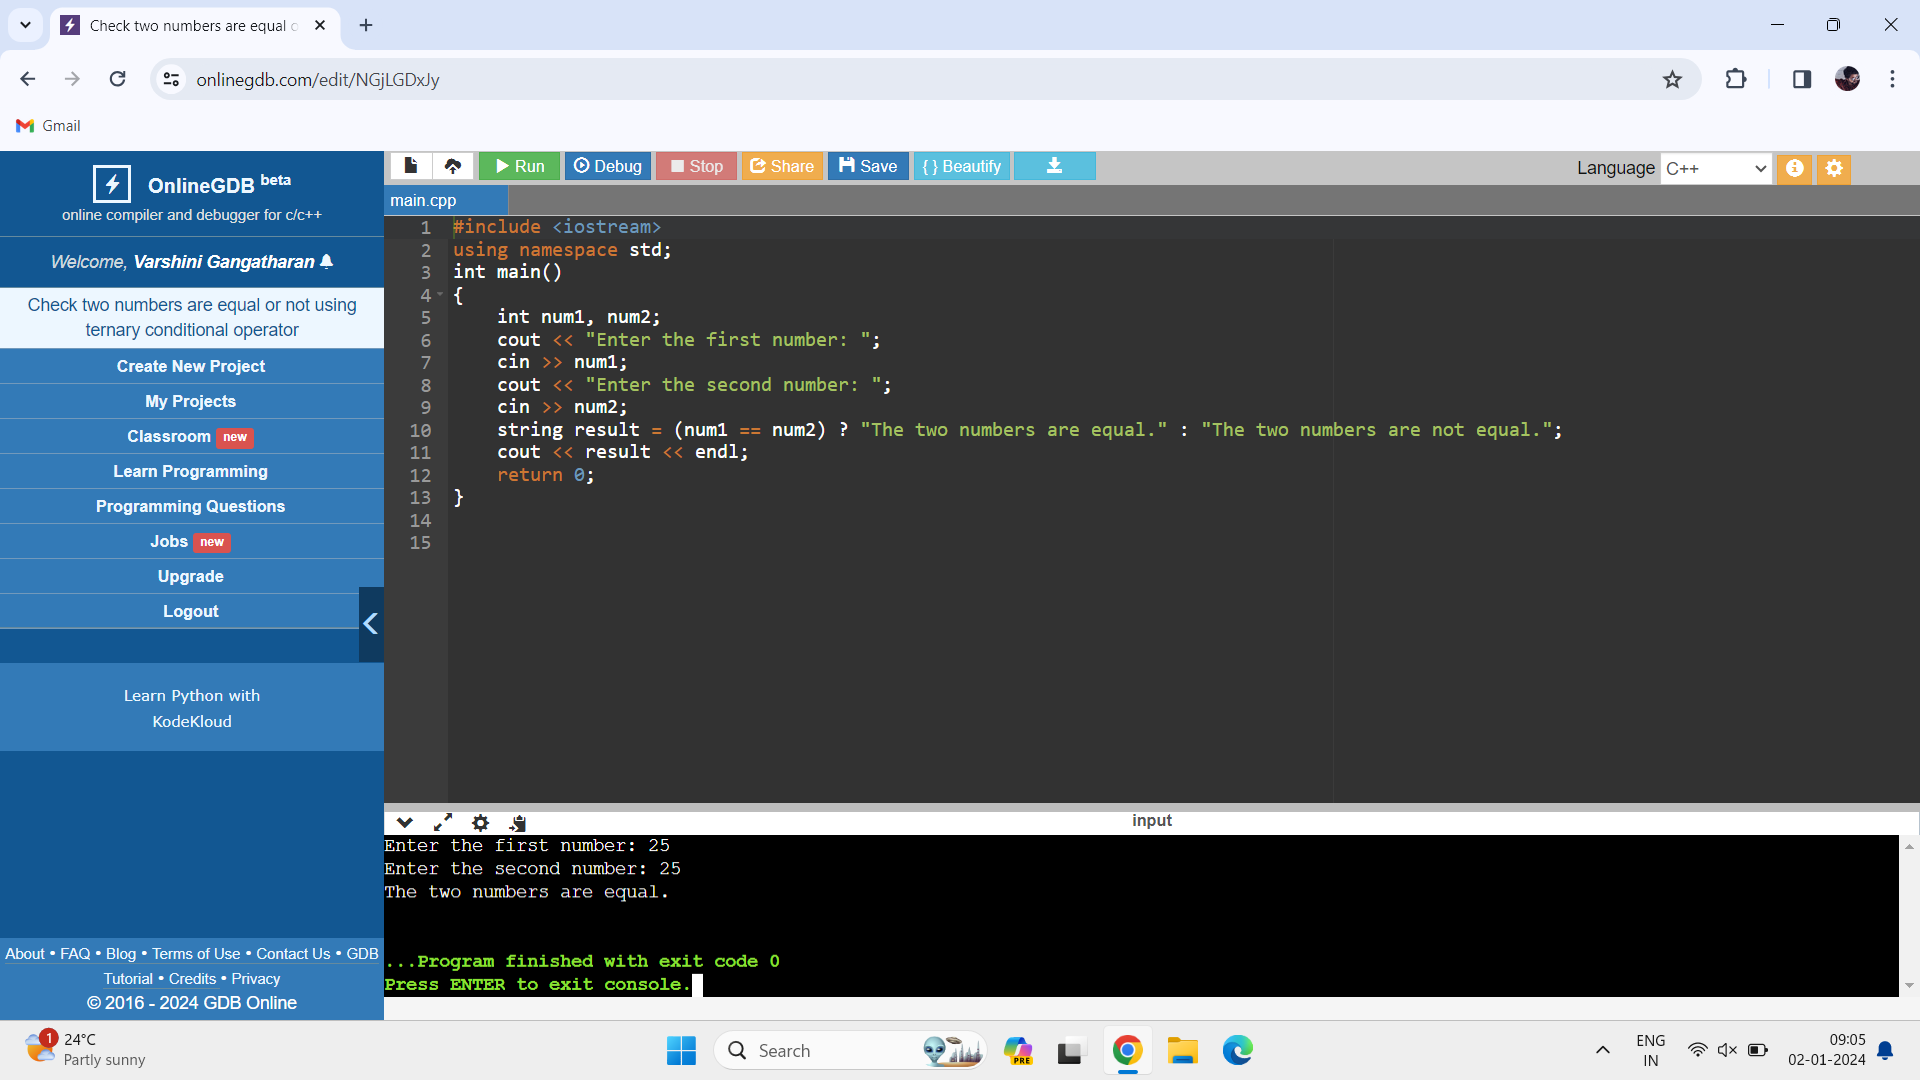 Check two numbers are equal o
onlinegdb.com/edit/NGjLGDxJy
Gmail
OnlineGDB beta
online compiler and debugger for c/c++
Welcome, Varshini Gangatharan
Check two numbers are equal or not using
ternary conditional operator
Create New Project
My Projects
Classroom new
Learn Programming
Programming Questions
Jobs new
Upgrade
Logout
Learn Python with
KodeKloud
About • FAQ • Blog • Terms of Use • Contact Us • GDB
Tutorial • Credits • Privacy
© 2016 - 2024 GDB Online
Run Debug Stop Share Save { } Beautify Language C++
main.cpp
1 #include <iostream>
2 using namespace std;
3 int main()
4 {
5 int num1, num2;
6 cout << "Enter the first number: ";
7 cin >> num1;
8 cout << "Enter the second number: ";
9 cin >> num2;
10 string result = (num1 == num2) ? "The two numbers are equal." : "The two numbers are not equal.";
11 cout << result << endl;
12 return 0;
13 }
14
15
input
Enter the first number: 25
Enter the second number: 25
The two numbers are equal.
...Program finished with exit code 0
Press ENTER to exit console.
1
24°C
Partly sunny
Search
PRE
ENG
IN
09:05
02-01-2024